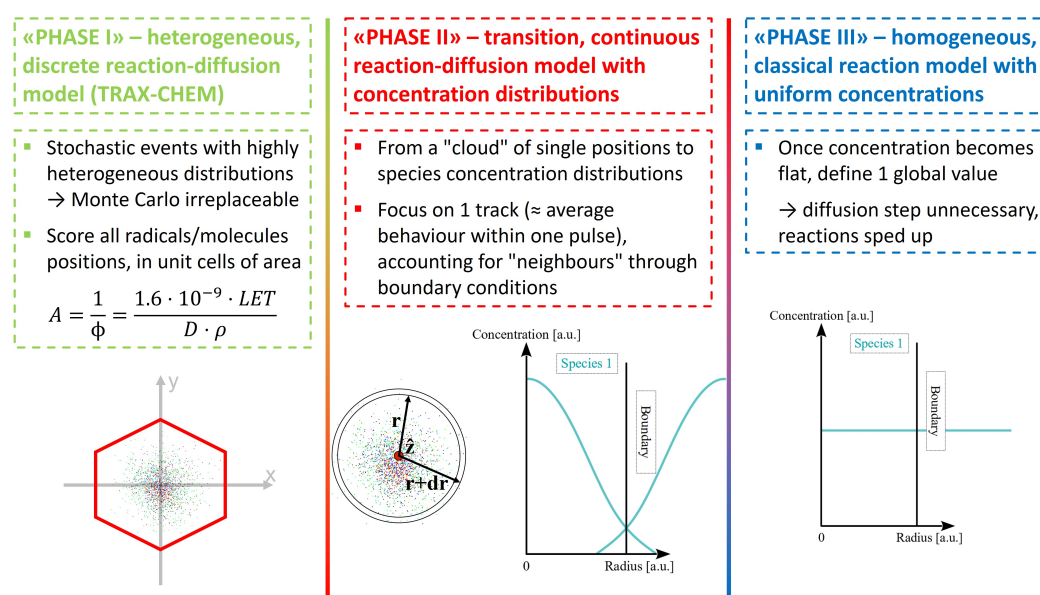 «PHASE I» – heterogeneous,
discrete reaction-diffusion
model (TRAX-CHEM)
▪ Stochastic events with highly
heterogeneous distributions
→ Monte Carlo irreplaceable
▪ Score all radicals/molecules
positions, in unit cells of area
A = 1/ϕ = 1.6 · 10⁻⁹ · LET / D · ρ
y
x
«PHASE II» – transition, continuous
reaction-diffusion model with
concentration distributions
▪ From a "cloud" of single positions to
species concentration distributions
▪ Focus on 1 track (≈ average
behaviour within one pulse),
accounting for "neighbours" through
boundary conditions
r
ẑ
r+dr
Concentration [a.u.]
Species 1
Boundary
0
Radius [a.u.]
«PHASE III» – homogeneous,
classical reaction model with
uniform concentrations
▪ Once concentration becomes
flat, define 1 global value
→ diffusion step unnecessary,
reactions sped up
Concentration [a.u.]
Species 1
Boundary
0
Radius [a.u.]